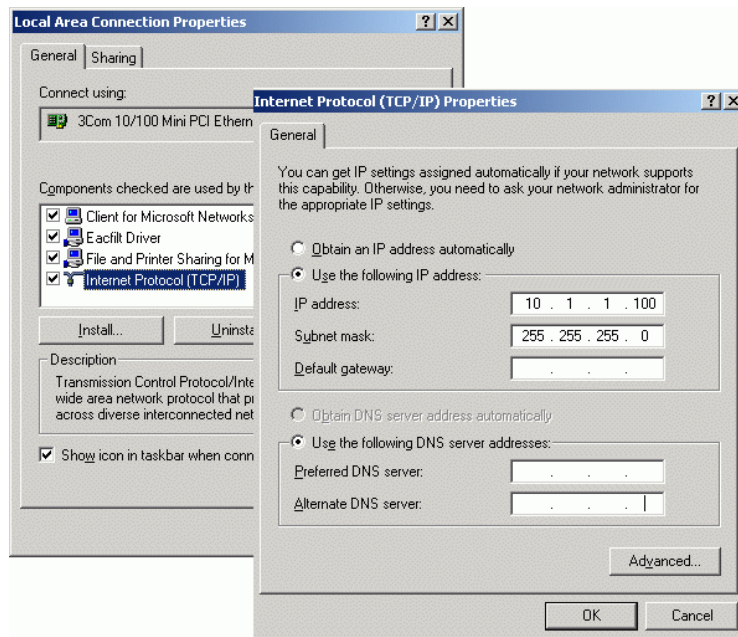 Local Area Connection Properties
General
Sharing
Connect using:
3Com 10/100 Mini PCI Ethern
Components checked are used by th
Client for Microsoft Networks
Eacfilt Driver
File and Printer Sharing for M
Internet Protocol (TCP/IP)
Install...
Uninsta
Description
Transmission Control Protocol/Inte
wide area network protocol that pr
across diverse interconnected net
Show icon in taskbar when conn
Internet Protocol (TCP/IP) Properties
General
You can get IP settings assigned automatically if your network supports
this capability. Otherwise, you need to ask your network administrator for
the appropriate IP settings.
Obtain an IP address automatically
Use the following IP address:
IP address: 10 . 1 . 1 . 100
Subnet mask: 255 . 255 . 255 . 0
Default gateway: . . .
Obtain DNS server address automatically
Use the following DNS server addresses:
Preferred DNS server: . . .
Alternate DNS server: . . .
Advanced...
OK
Cancel